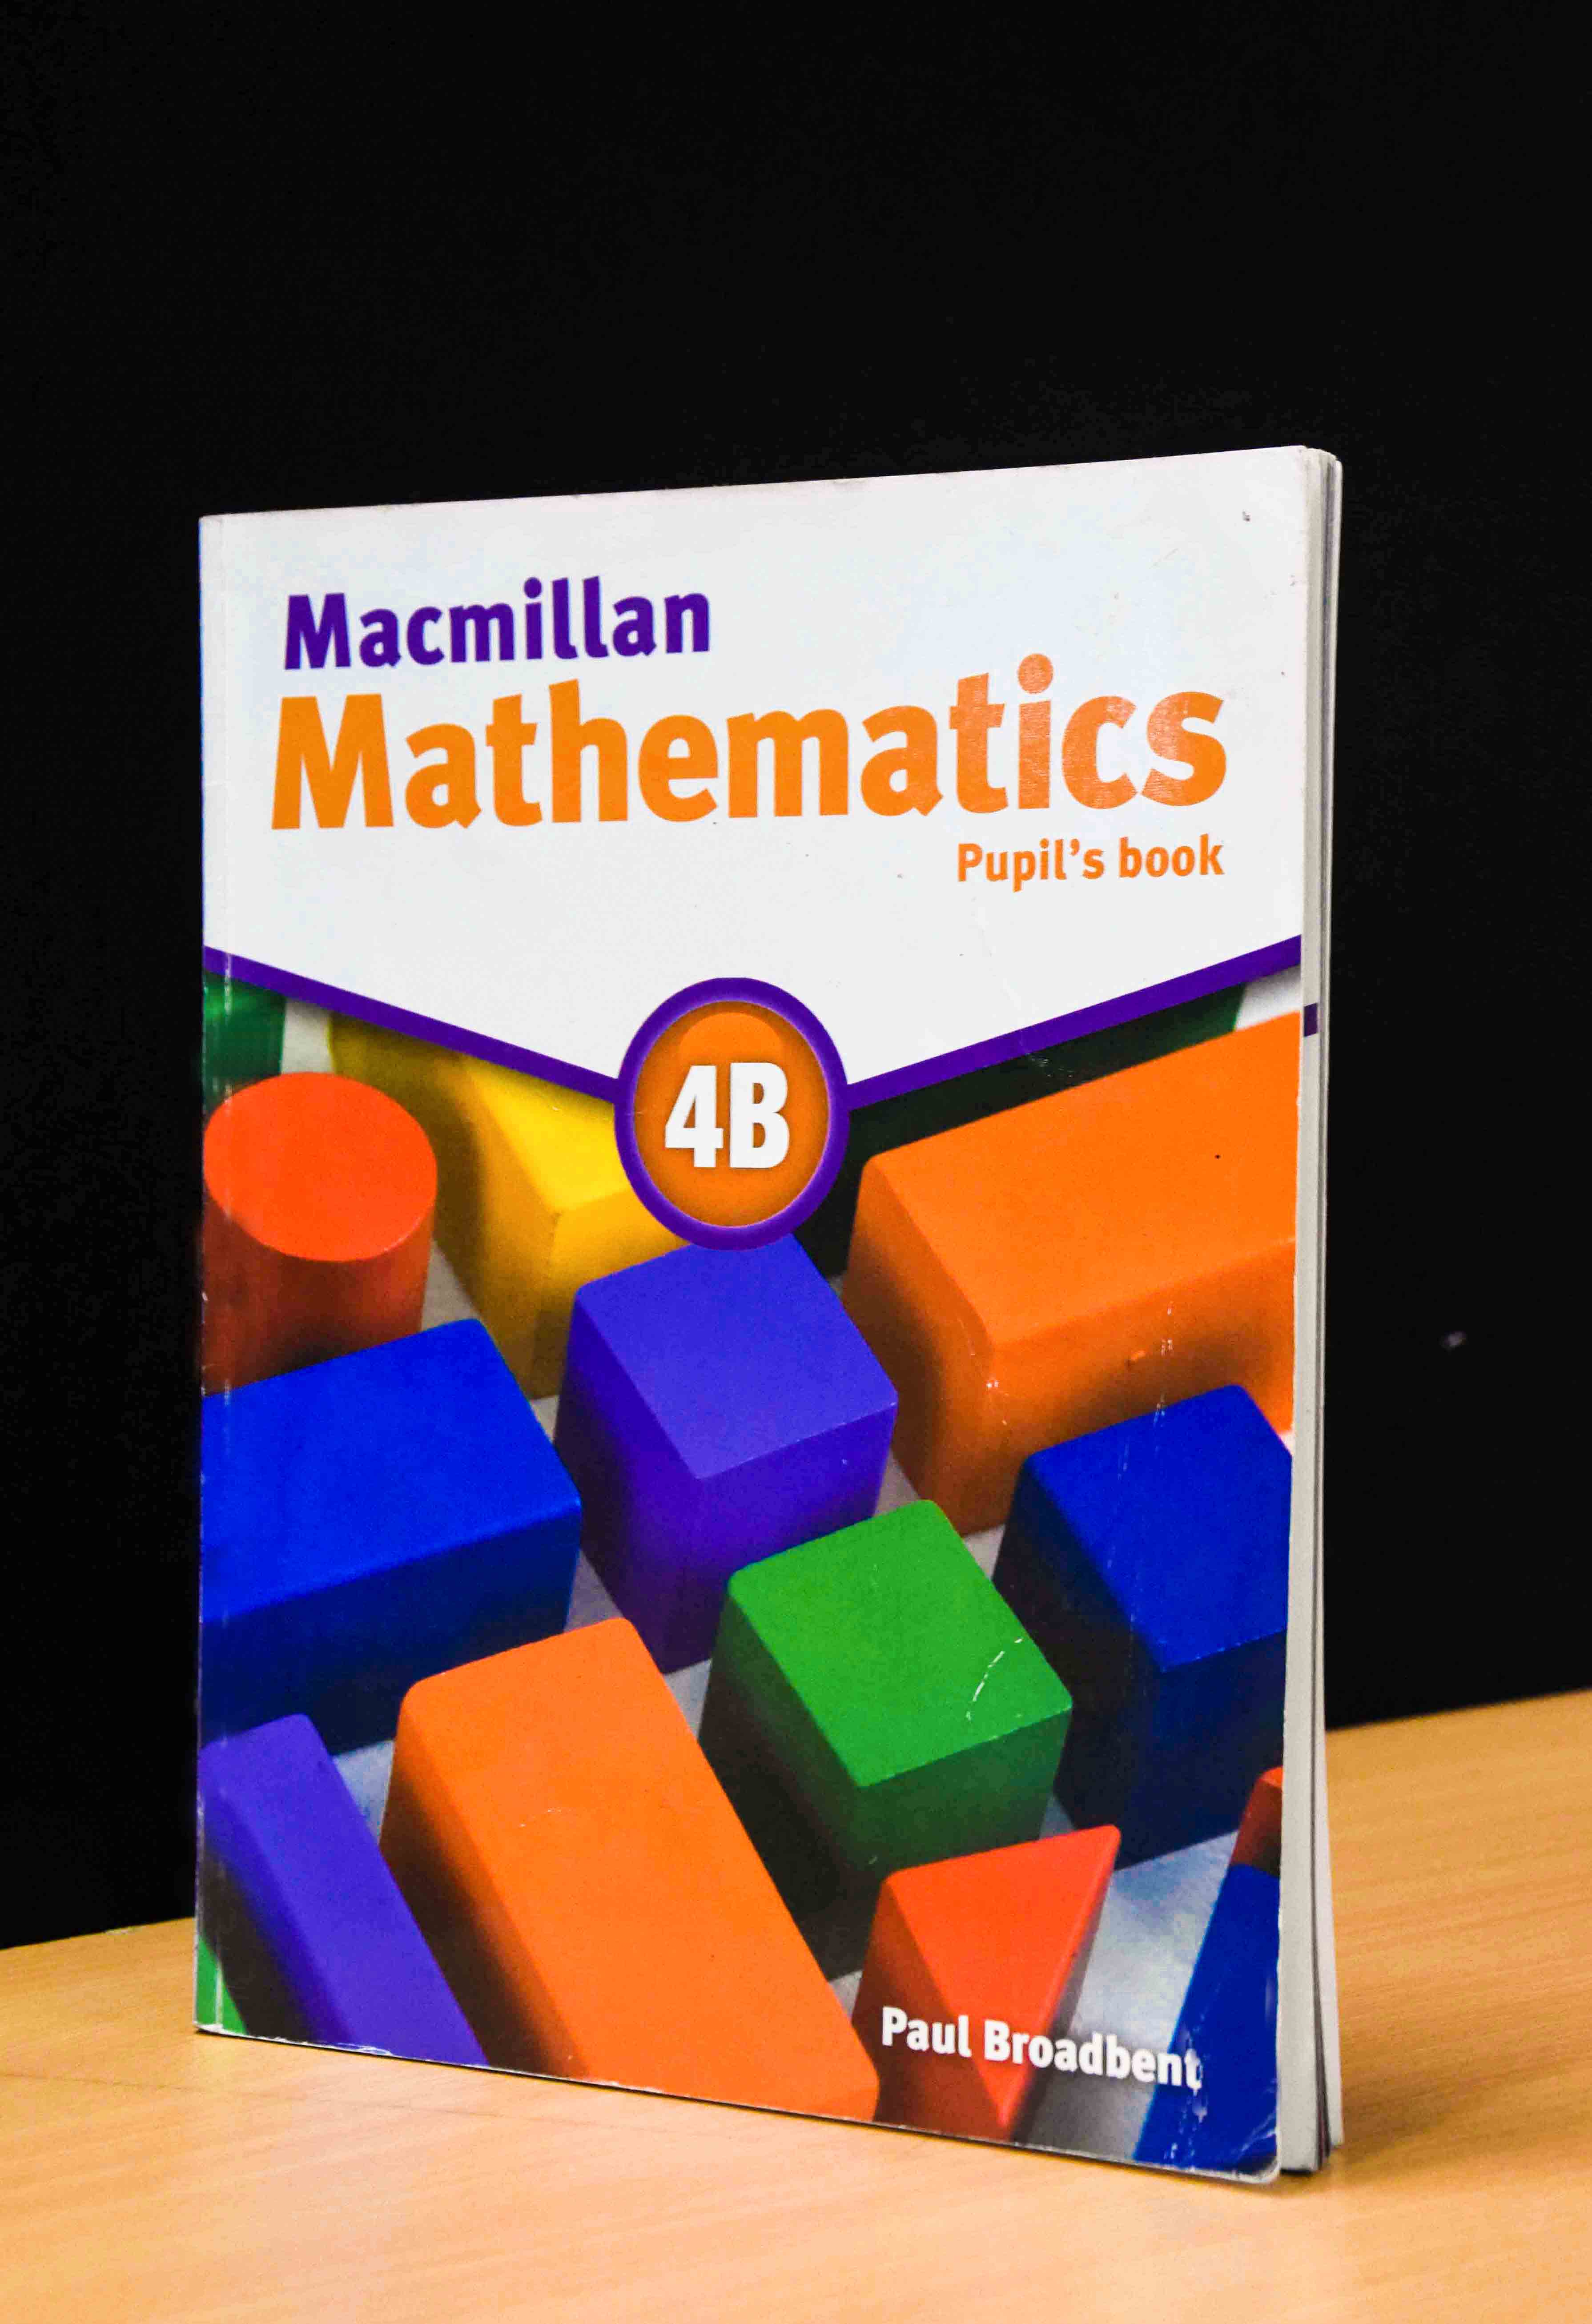 Macmillan
Mathematics
Pupil's book
4B
Paul Broadbent